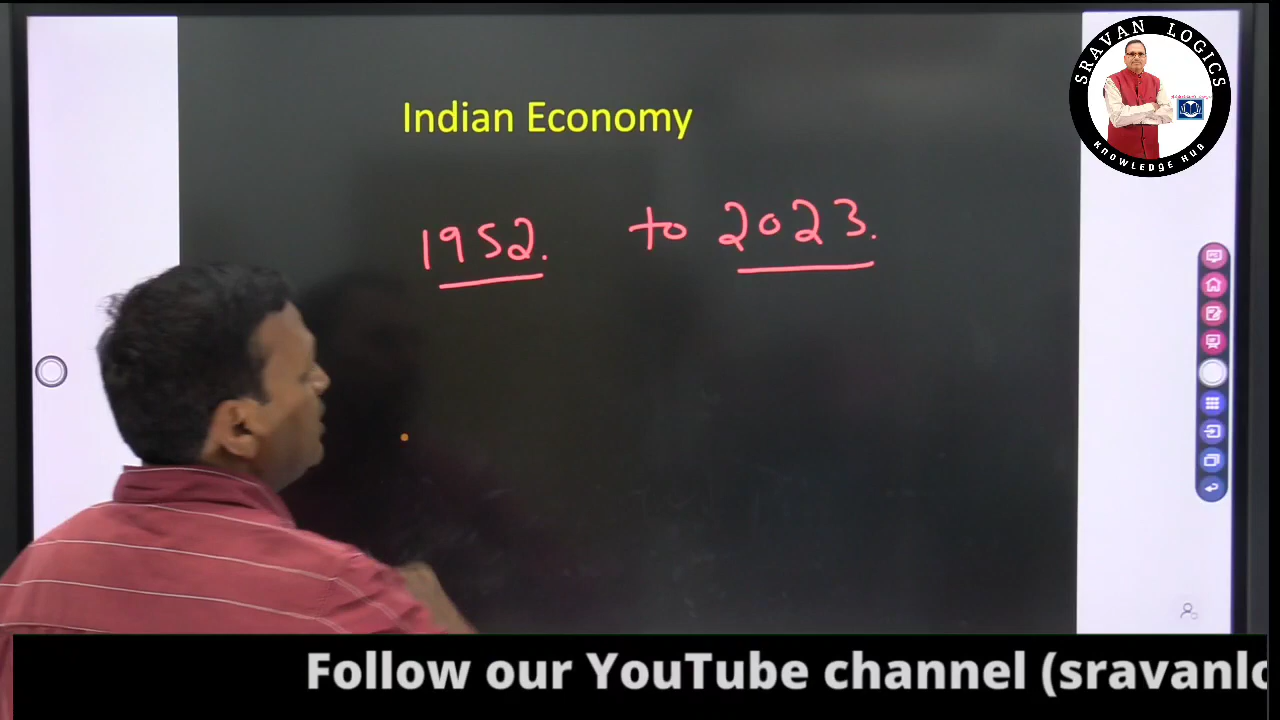 SRAVAN LOGICS
Indian Economy
KNOWLEDGE HUB
1952. to 2023.
Follow our YouTube channel (sravanlo